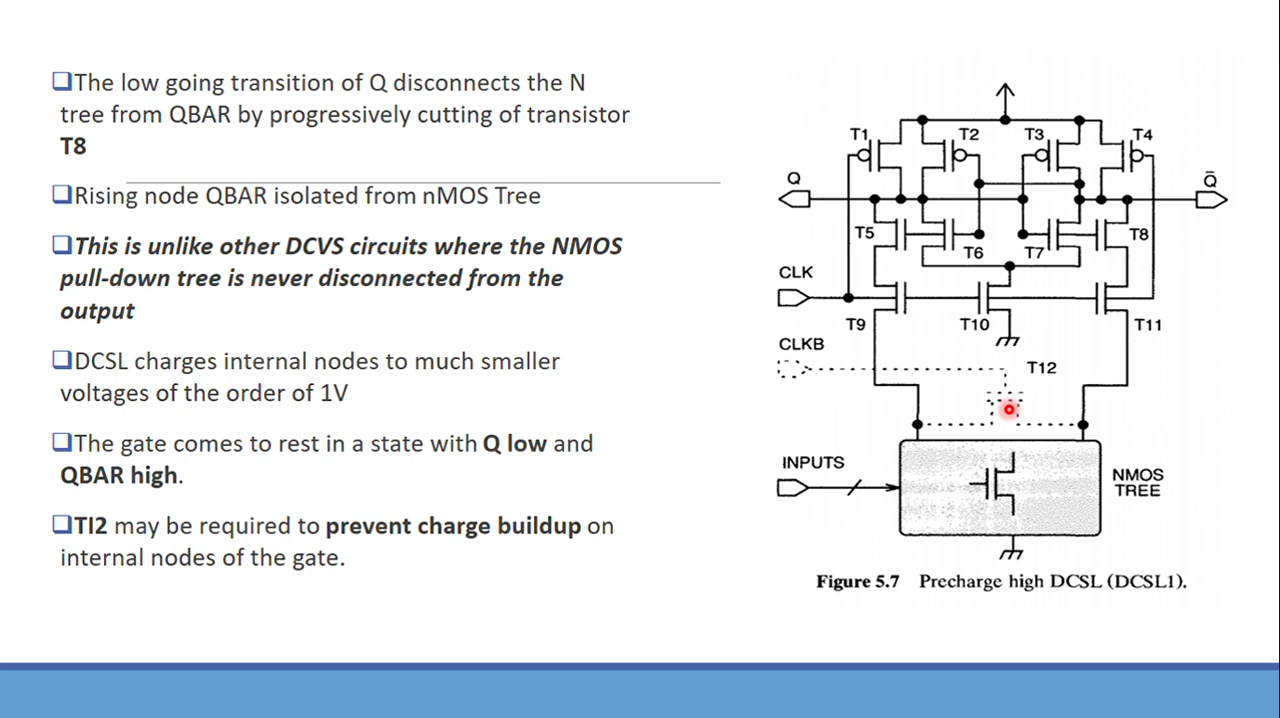 ❑The low going transition of Q disconnects the N
tree from QBAR by progressively cutting of transistor
T8
❑Rising node QBAR isolated from nMOS Tree
❑This is unlike other DCVS circuits where the NMOS
pull-down tree is never disconnected from the
output
❑DCSL charges internal nodes to much smaller
voltages of the order of 1V
❑The gate comes to rest in a state with Q low and
QBAR high.
❑Tl2 may be required to prevent charge buildup on
internal nodes of the gate.
T1 T2 T3 T4
Q Q̄
T5 T6 T7 T8
CLK
T9 T10 T11
CLKB
T12
INPUTS
NMOS
TREE
Figure 5.7 Precharge high DCSL (DCSL1).